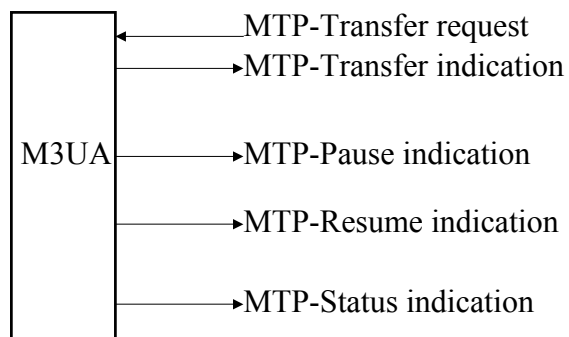 MTP-Transfer request
MTP-Transfer indication
M3UA
MTP-Pause indication
MTP-Resume indication
MTP-Status indication